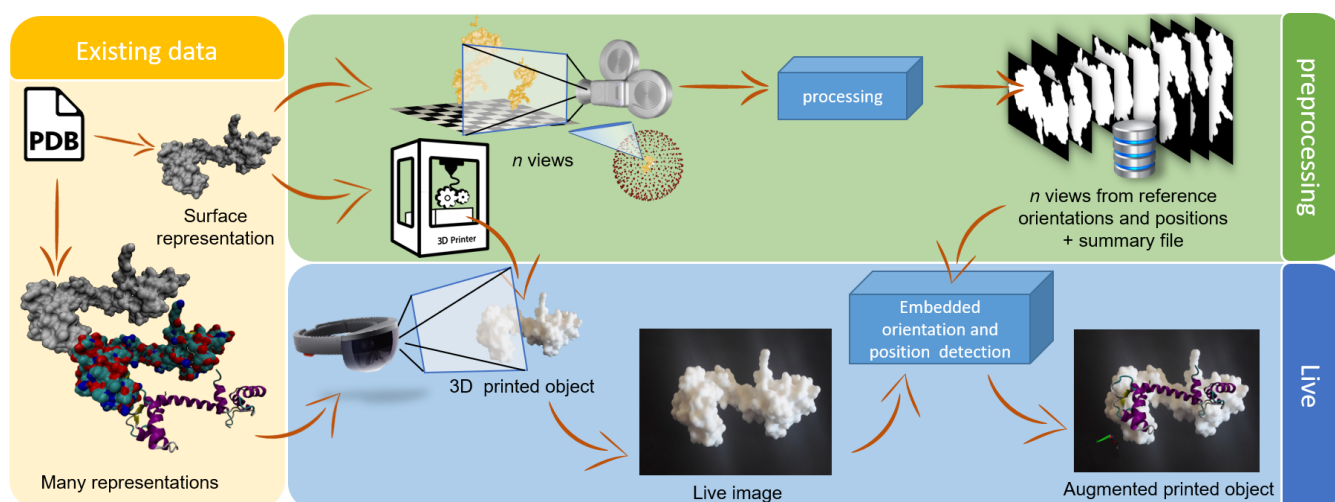 Existing data
PDB
Surface
representation
Many representations
n views
3D Printer
processing
n views from reference
orientations and positions
+ summary file
preprocessing
3D printed object
Live image
Embedded
orientation and
position detection
Augmented printed object
Live